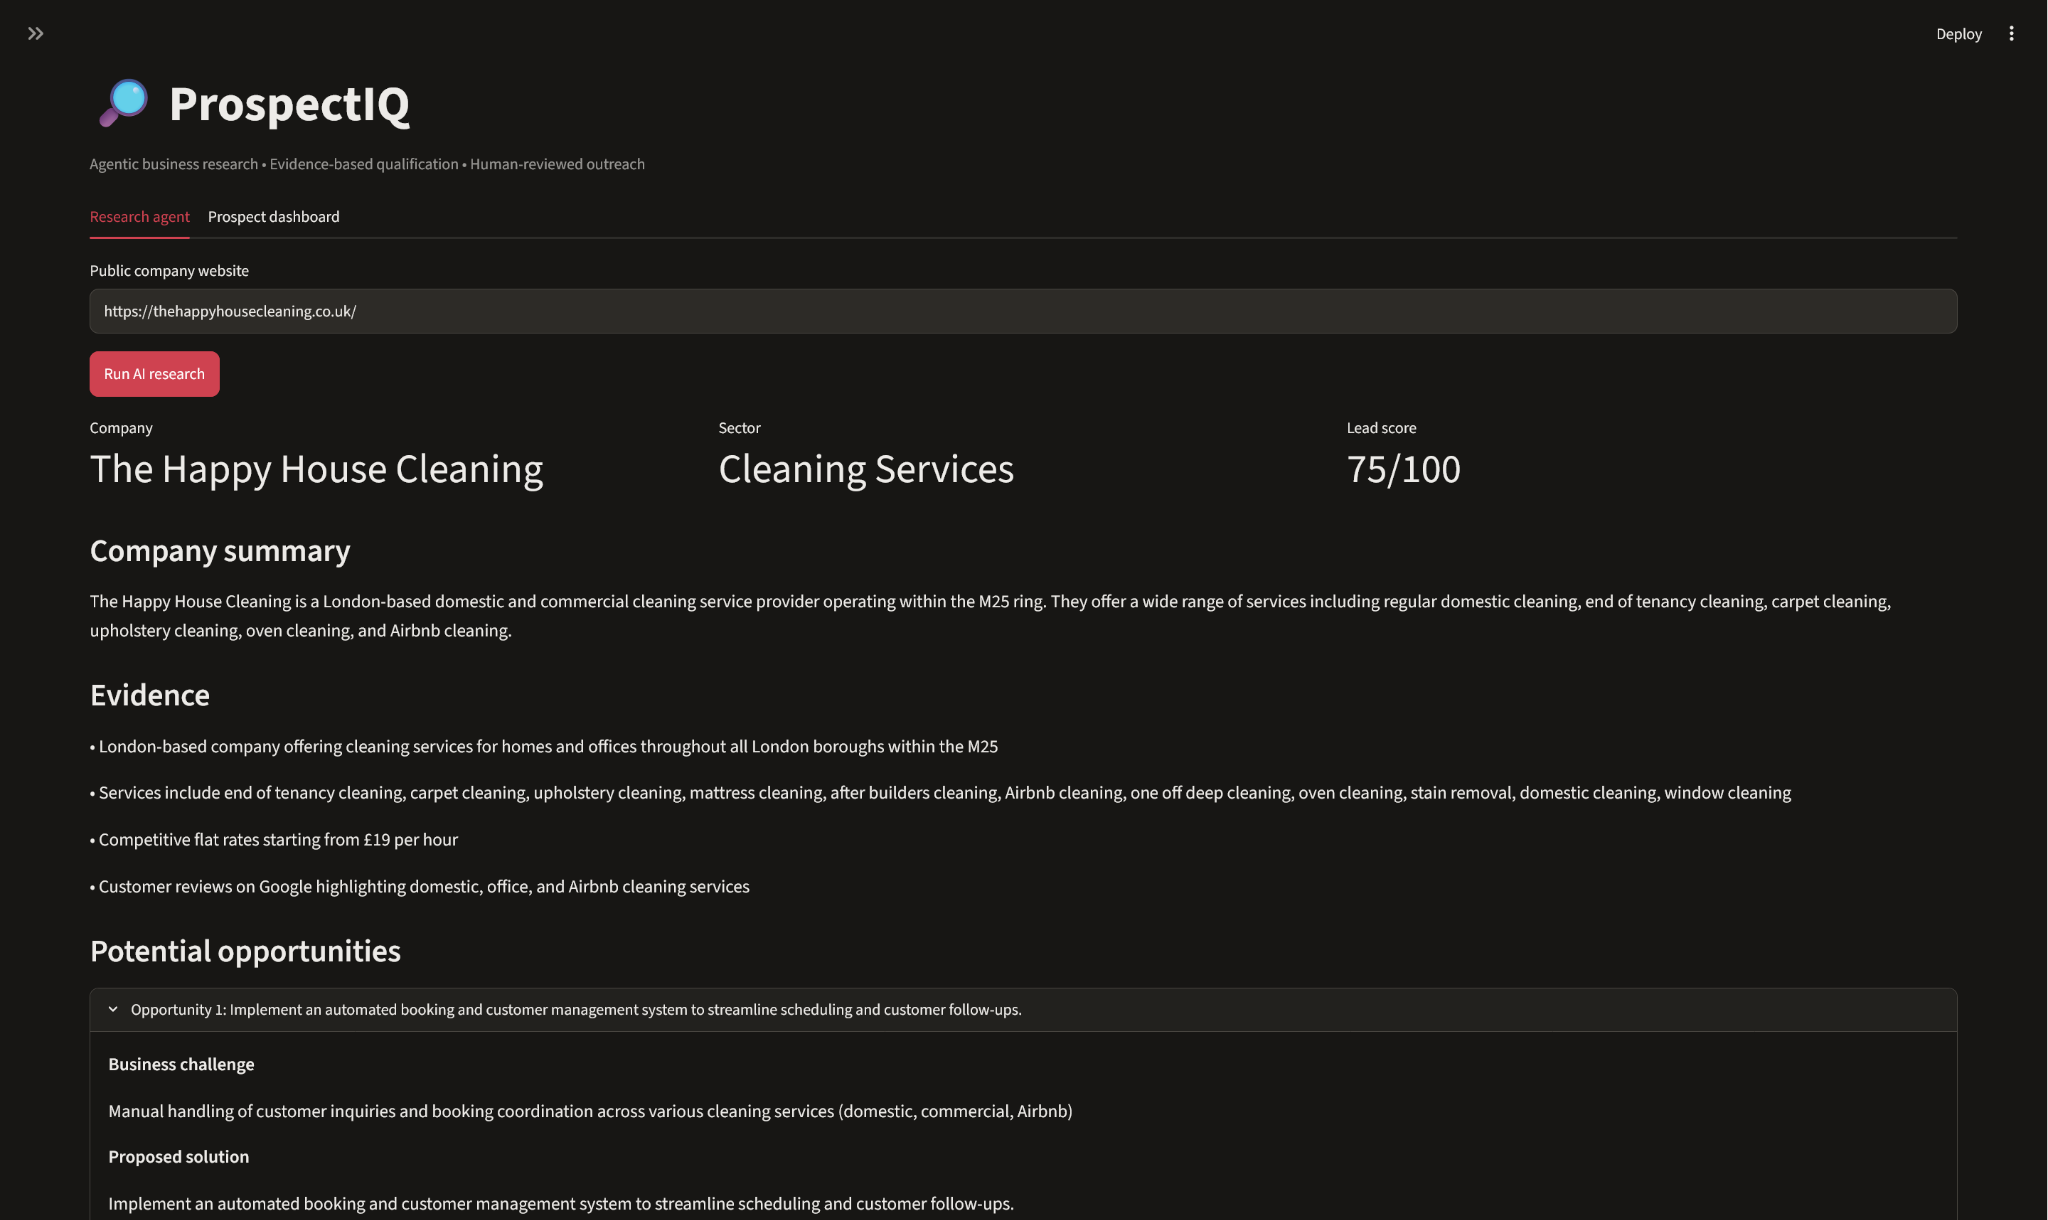 Deploy
ProspectIQ
Agentic business research • Evidence-based qualification • Human-reviewed outreach
Research agent
Prospect dashboard
Public company website
https://thehappyhousecleaning.co.uk/
Run AI research
Company
Sector
Lead score
The Happy House Cleaning
Cleaning Services
75/100
Company summary
The Happy House Cleaning is a London-based domestic and commercial cleaning service provider operating within the M25 ring. They offer a wide range of services including regular domestic cleaning, end of tenancy cleaning, carpet cleaning,
upholstery cleaning, oven cleaning, and Airbnb cleaning.
Evidence
• London-based company offering cleaning services for homes and offices throughout all London boroughs within the M25
• Services include end of tenancy cleaning, carpet cleaning, upholstery cleaning, mattress cleaning, after builders cleaning, Airbnb cleaning, one off deep cleaning, oven cleaning, stain removal, domestic cleaning, window cleaning
• Competitive flat rates starting from £19 per hour
• Customer reviews on Google highlighting domestic, office, and Airbnb cleaning services
Potential opportunities
Opportunity 1: Implement an automated booking and customer management system to streamline scheduling and customer follow-ups.
Business challenge
Manual handling of customer inquiries and booking coordination across various cleaning services (domestic, commercial, Airbnb)
Proposed solution
Implement an automated booking and customer management system to streamline scheduling and customer follow-ups.